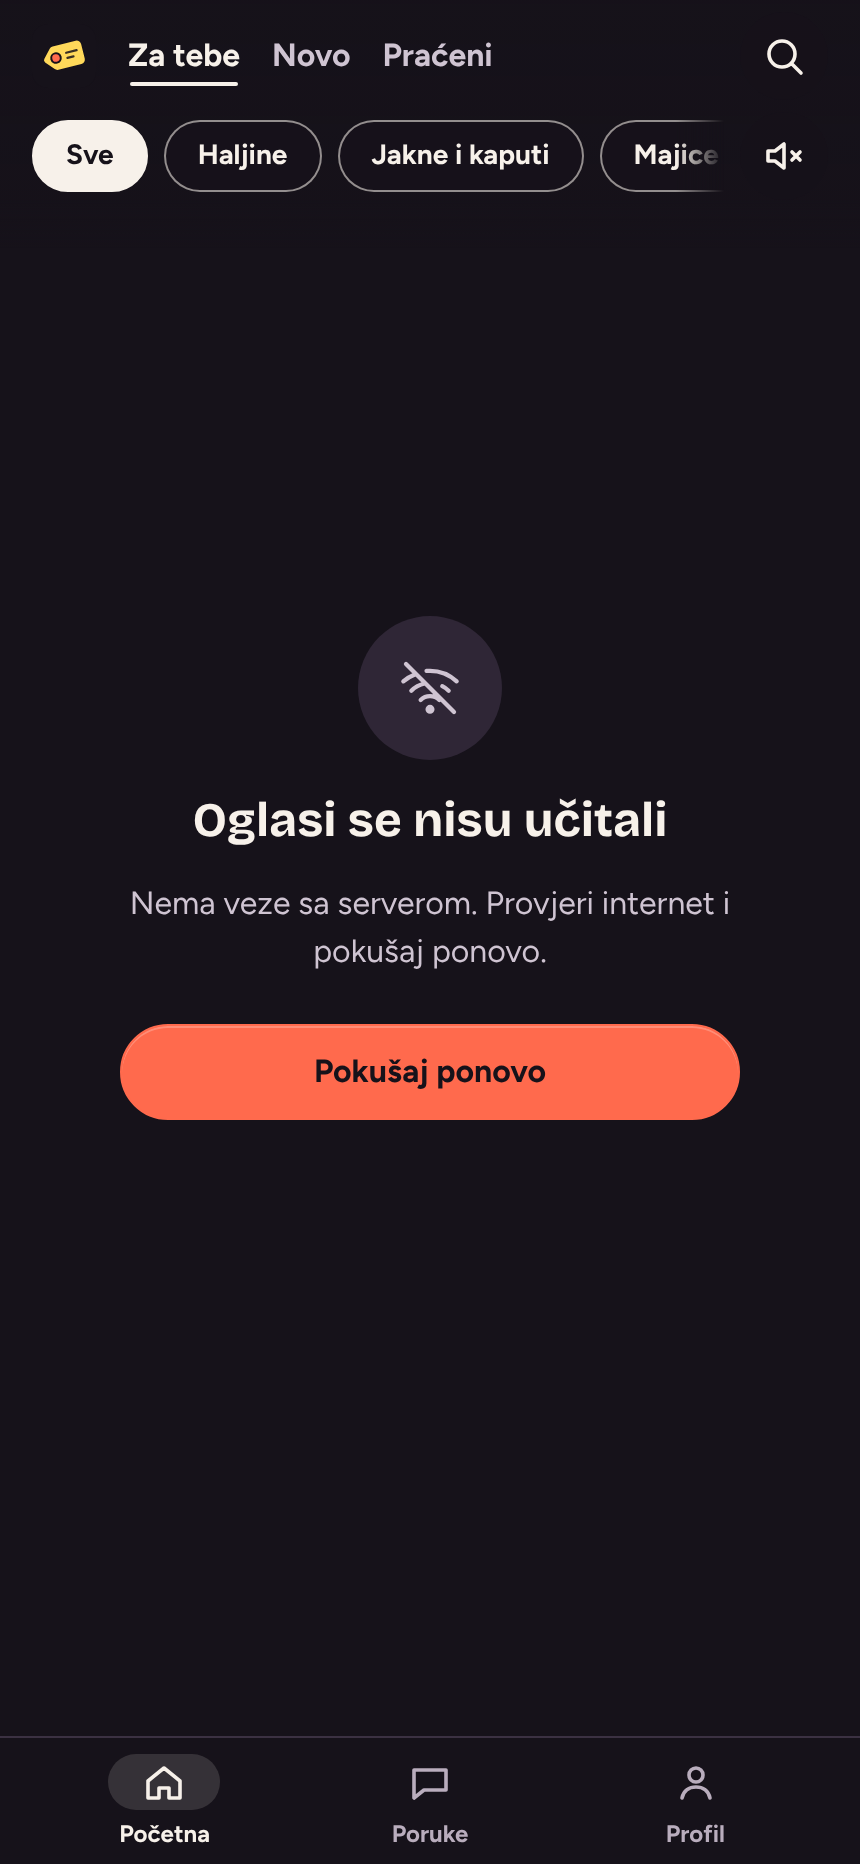 Za tebe Novo Praćeni
Sve Haljine Jakne i kaputi Majice
Oglasi se nisu učitali
Nema veze sa serverom. Provjeri internet i
pokušaj ponovo.
Pokušaj ponovo
Početna Poruke Profil